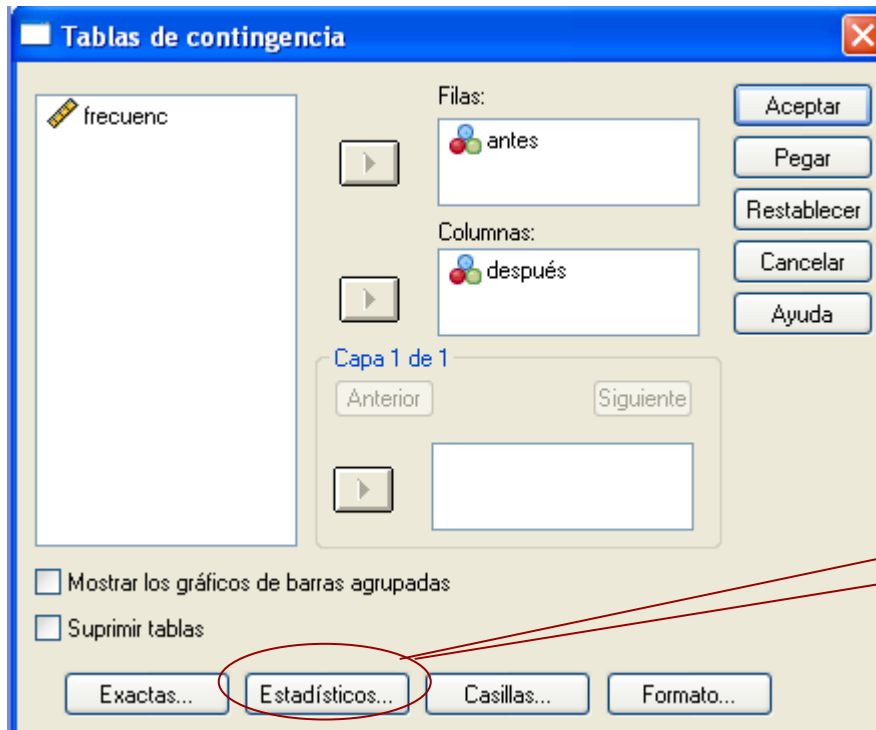 Tablas de contingencia
frecuenc
Filas:
antes
Columnas:
después
Capa 1 de 1
Anterior
Siguiente
Aceptar
Pegar
Restablecer
Cancelar
Ayuda
Mostrar los gráficos de barras agrupadas
Suprimir tablas
Exactas...
Estadísticos...
Casillas...
Formato...